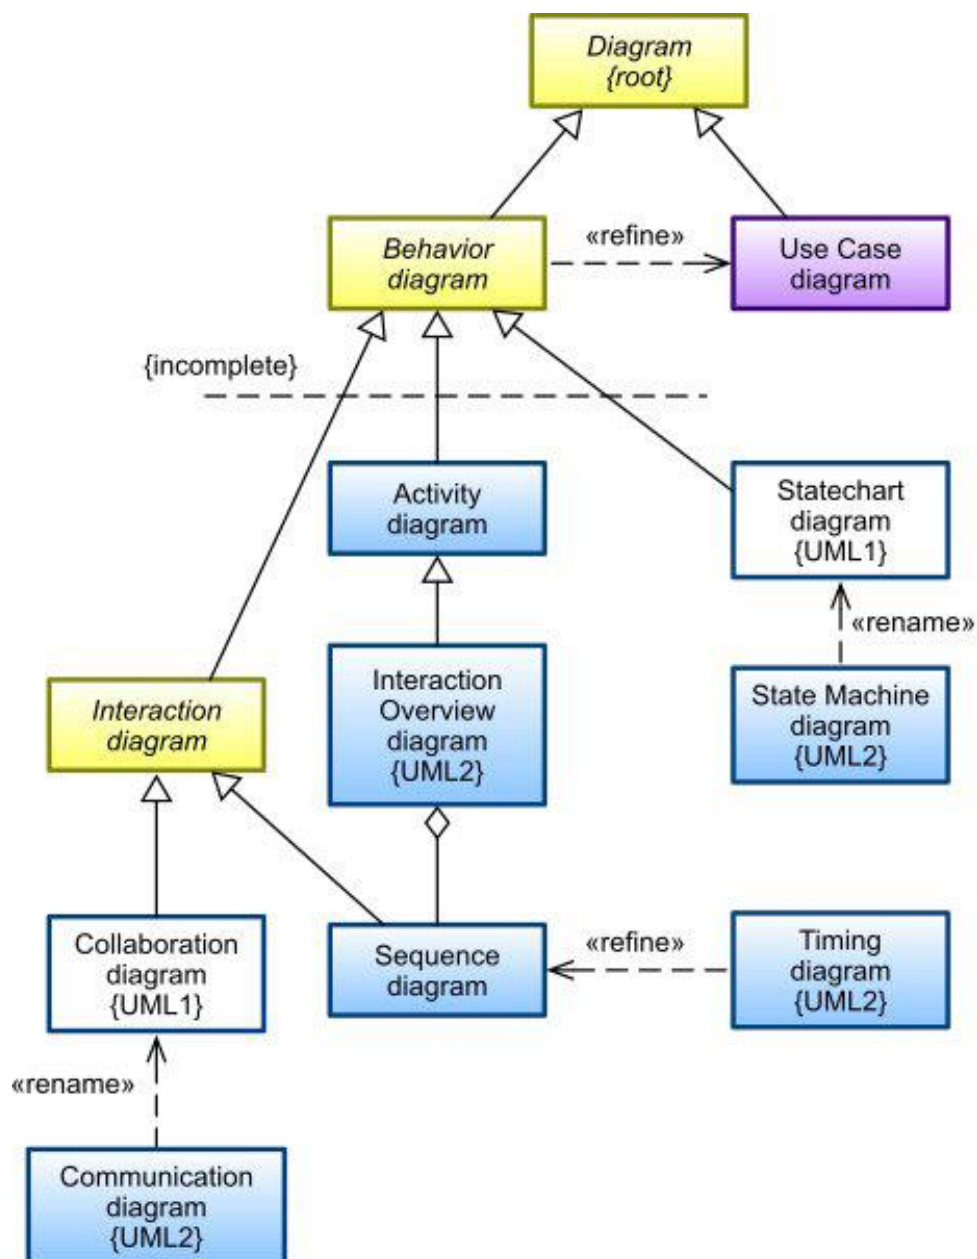 Diagram
{root}
Behavior
diagram
«refine»
Use Case
diagram
{incomplete}
Activity
diagram
Statechart
diagram
{UML1}
«rename»
Interaction
diagram
Interaction
Overview
diagram
{UML2}
State Machine
diagram
{UML2}
Collaboration
diagram
{UML1}
Sequence
diagram
«refine»
Timing
diagram
{UML2}
«rename»
Communication
diagram
{UML2}